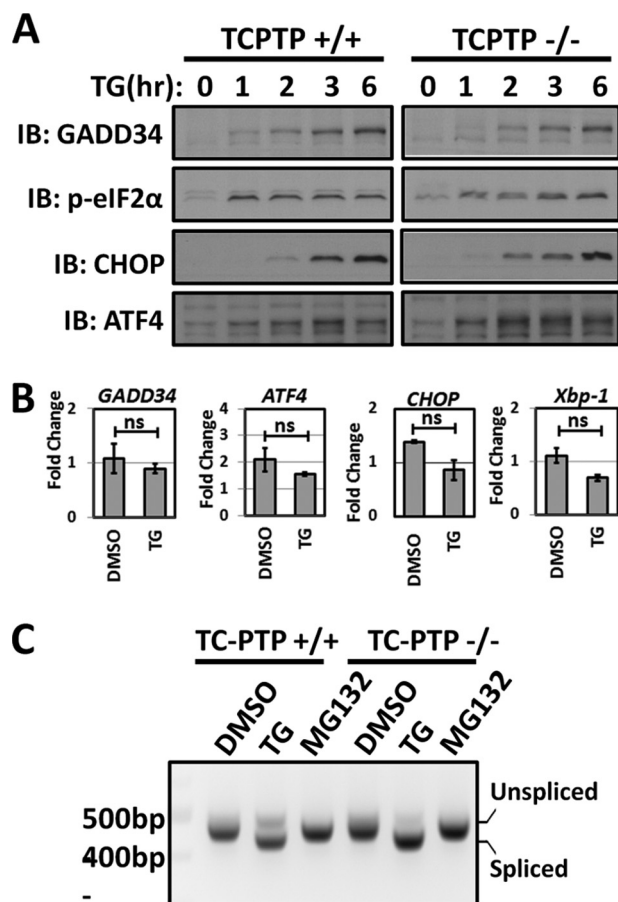 A
TCPTP +/+ TCPTP -/-
TG(hr): 0 1 2 3 6 0 1 2 3 6
IB: GADD34
IB: p-eIF2α
IB: CHOP
IB: ATF4
B
GADD34 ATF4 CHOP Xbp-1
Fold Change 2 1 0 ns DMSO TG
Fold Change 4 3 2 1 0 ns DMSO TG
Fold Change 2 1 0 ns DMSO TG
Fold Change 2 1 0 ns DMSO TG
C
TC-PTP +/+ TC-PTP -/-
DMSO TG MG132 DMSO TG MG132
500bp
400bp
-
Unspliced
Spliced